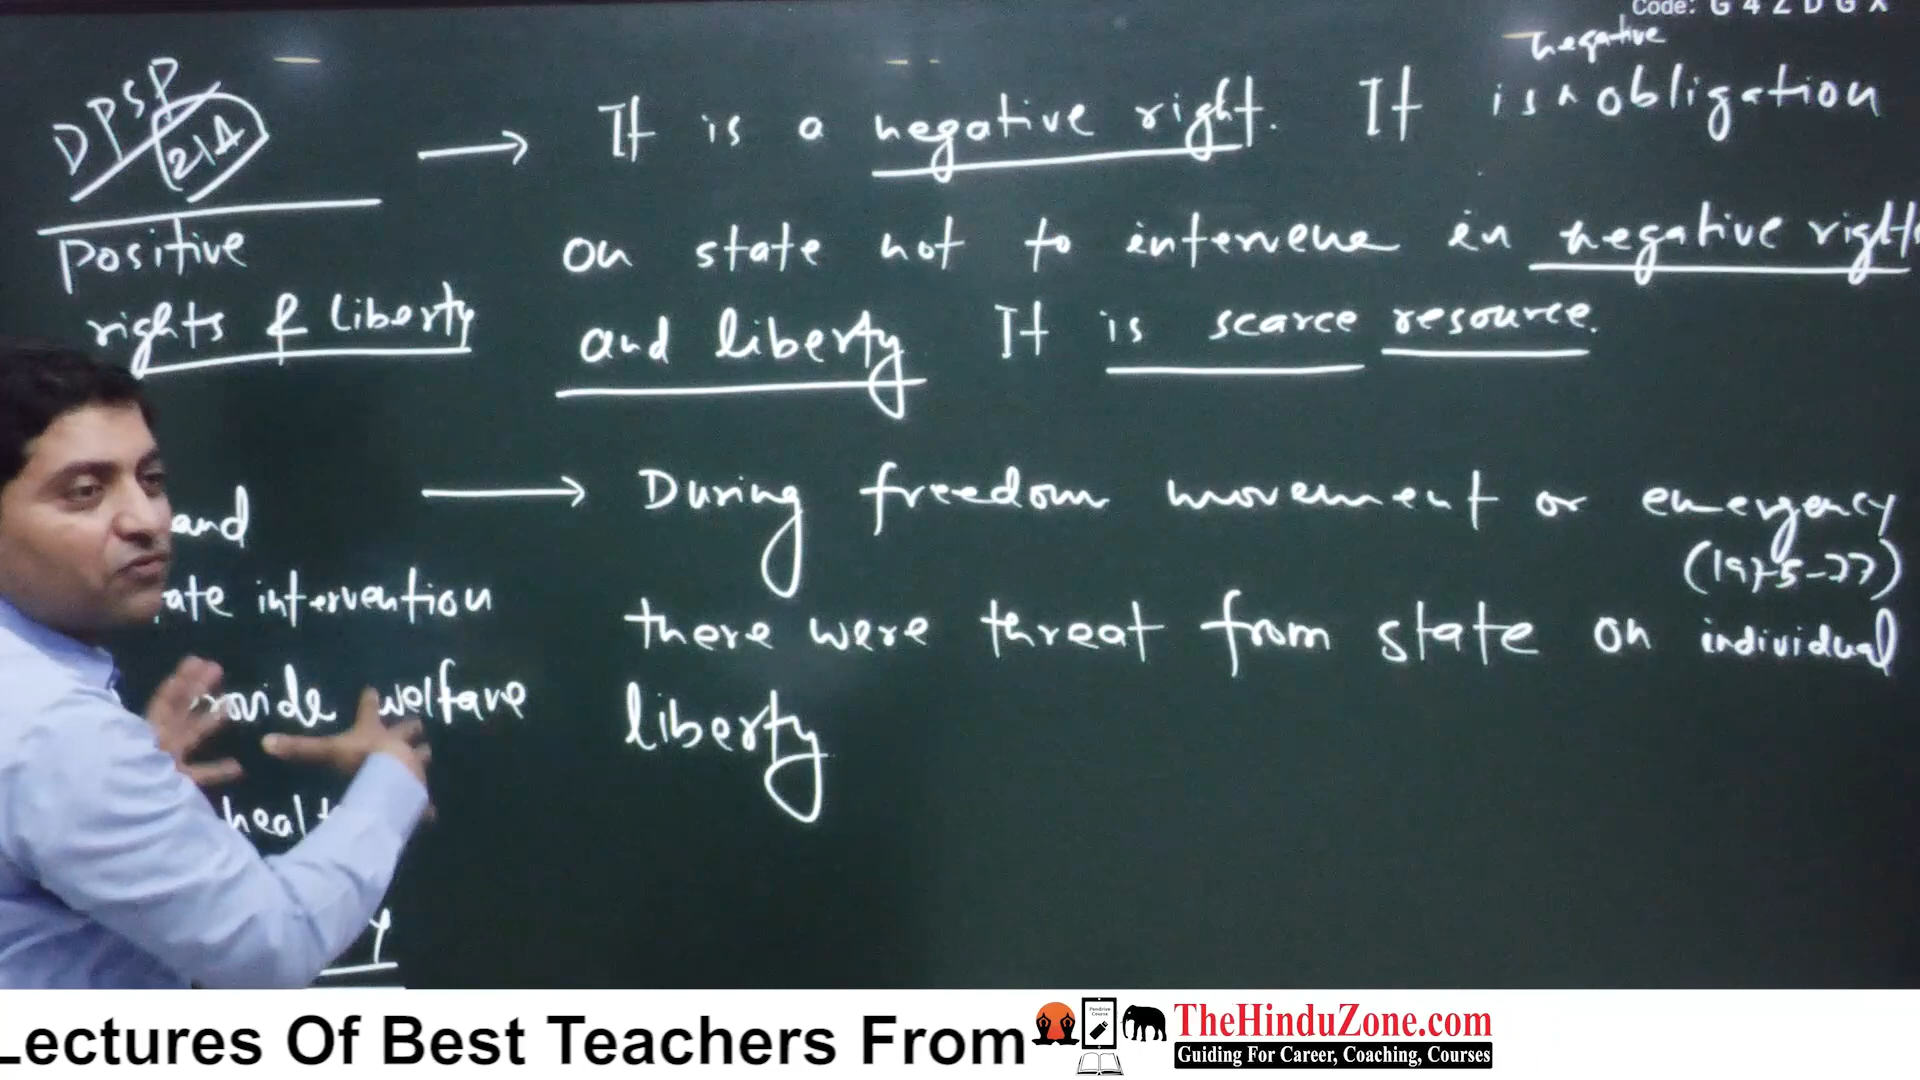 Code: G 4 Z D G X
DPSP
21A
Positive
rights & liberty
and
ate intervention
rovide welfare
heal
y
→ It is a negative right. It is ^ obligation
negative
on state not to intervene in negative rights
and liberty It is scarce resource.
→ During freedom movement or emergency
(1975-77)
there were threat from state on individual
liberty
Lectures Of Best Teachers From
Pendrive
Course
TheHinduZone.com
Guiding For Career, Coaching, Courses